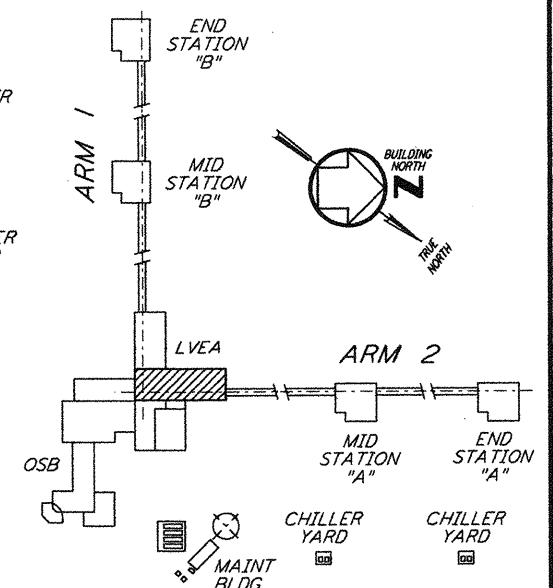 END
STATION
"B"
ARM 1
MID
STATION
"B"
BUILDING
NORTH
N
TRUE
NORTH
LVEA
ARM 2
MID
STATION
"A"
END
STATION
"A"
OSB
CHILLER
YARD
CHILLER
YARD
MAINT
BLDG